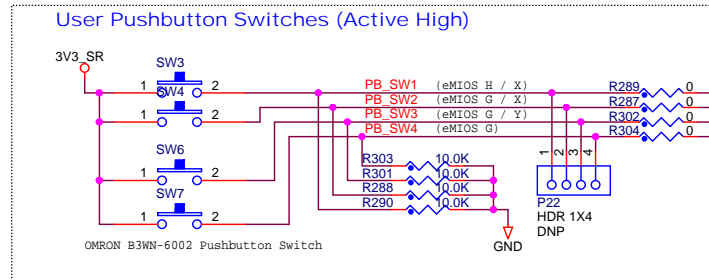 User Pushbutton Switches (Active High)
3V3_SR
SW3
1 2
PB_SW1 (eMIOS H / X)
R289 0
SW4
1 2
PB_SW2 (eMIOS G / X)
R287 0
PB_SW3 (eMIOS G / Y)
R302 0
PB_SW4 (eMIOS G)
R304 0
SW6
1 2
R303 10.0K
R301 10.0K
R288 10.0K
R290 10.0K
1 2 3 4
SW7
1 2
P22
HDR 1X4
DNP
GND
OMRON B3WN-6002 Pushbutton Switch